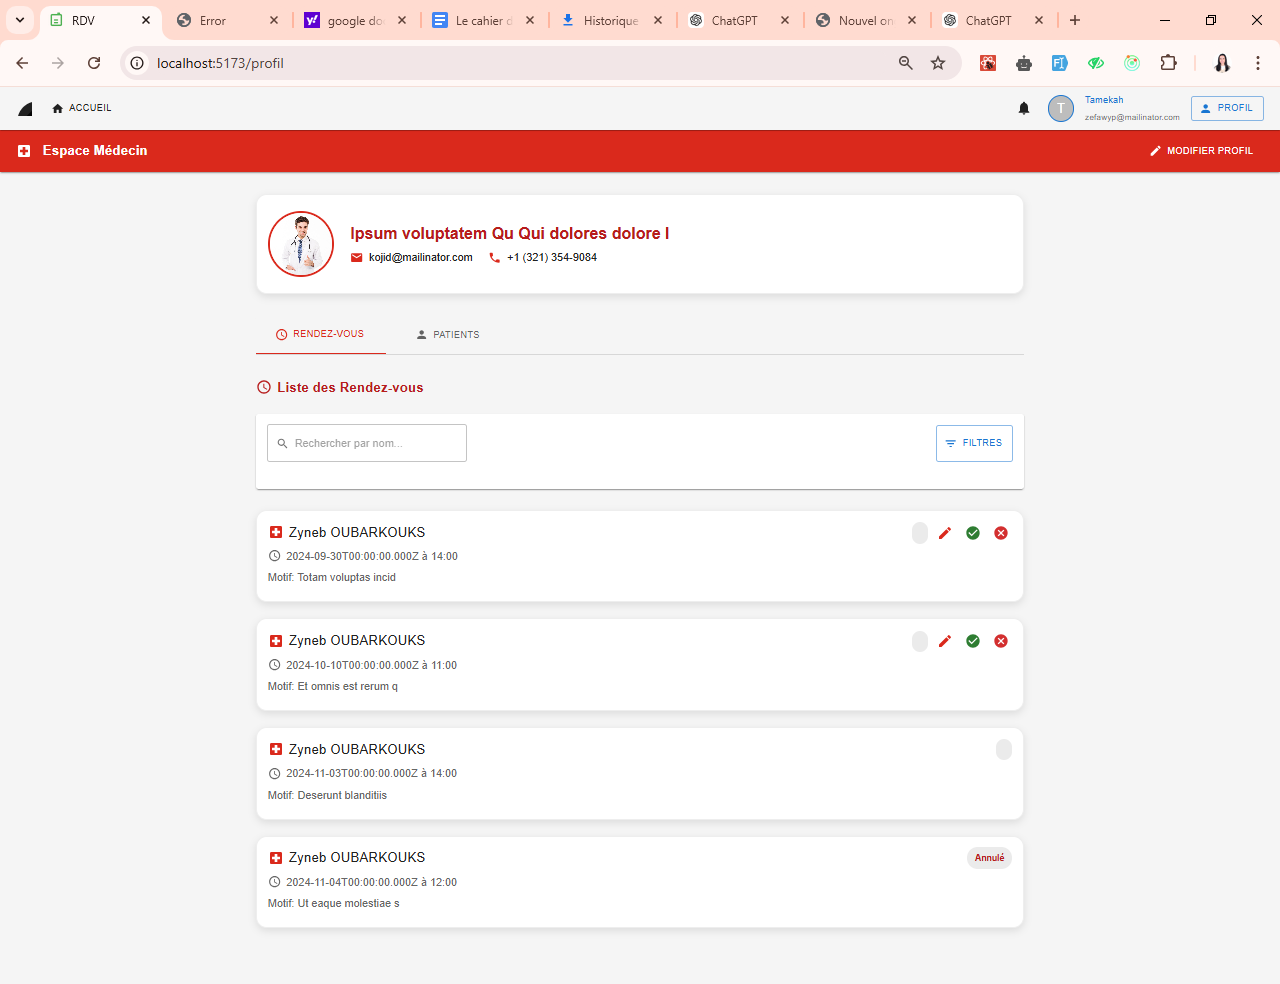 RDV
Error
google do
Le cahier d
Historique
ChatGPT
Nouvel on
ChatGPT
localhost:5173/profil
ACCUEIL
T
Tamekah
zefawyp@mailinator.com
PROFIL
Espace Médecin
MODIFIER PROFIL
Ipsum voluptatem Qu Qui dolores dolore I
kojid@mailinator.com
+1 (321) 354-9084
RENDEZ-VOUS
PATIENTS
Liste des Rendez-vous
Rechercher par nom...
FILTRES
Zyneb OUBARKOUKS
2024-09-30T00:00:00.000Z à 14:00
Motif: Totam voluptas incid
Zyneb OUBARKOUKS
2024-10-10T00:00:00.000Z à 11:00
Motif: Et omnis est rerum q
Zyneb OUBARKOUKS
2024-11-03T00:00:00.000Z à 14:00
Motif: Deserunt blanditiis
Zyneb OUBARKOUKS
Annulé
2024-11-04T00:00:00.000Z à 12:00
Motif: Ut eaque molestiae s